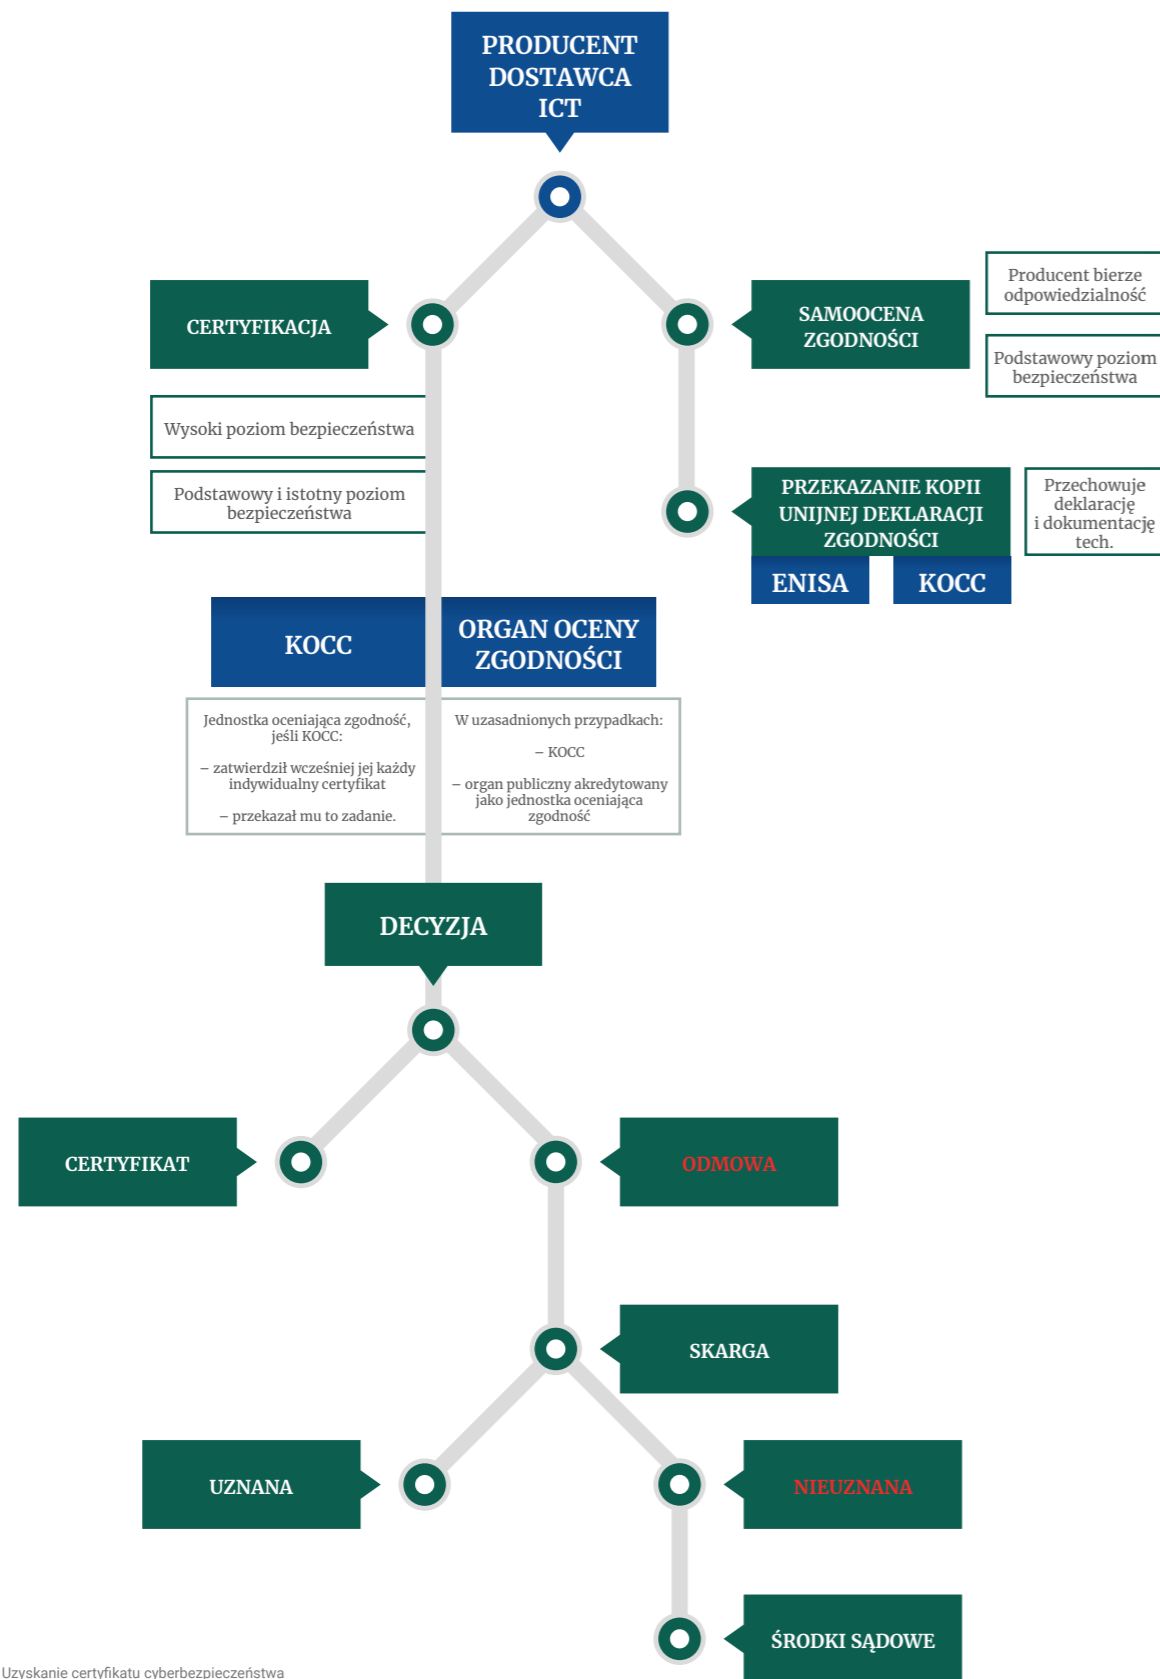 PRODUCENT
DOSTAWCA
ICT
CERTYFIKACJA
SAMOOCENA
ZGODNOŚCI
Producent bierze
odpowiedzialność
Podstawowy poziom
bezpieczeństwa
Wysoki poziom bezpieczeństwa
Podstawowy i istotny poziom
bezpieczeństwa
PRZEKAZANIE KOPII
UNIJNEJ DEKLARACJI
ZGODNOŚCI
ENISA
KOCC
Przechowuje
deklarację
i dokumentację
tech.
KOCC
ORGAN OCENY
ZGODNOŚCI
Jednostka oceniająca zgodność,
jeśli KOCC:
– zatwierdził wcześniej jej każdy
indywidualny certyfikat
– przekazał mu to zadanie.
W uzasadnionych przypadkach:
– KOCC
– organ publiczny akredytowany
jako jednostka oceniająca
zgodność
DECYZJA
CERTYFIKAT
ODMOWA
SKARGA
UZNANA
NIEUZNANA
ŚRODKI SĄDOWE
Uzyskanie certyfikatu cyberbezpieczeństwa